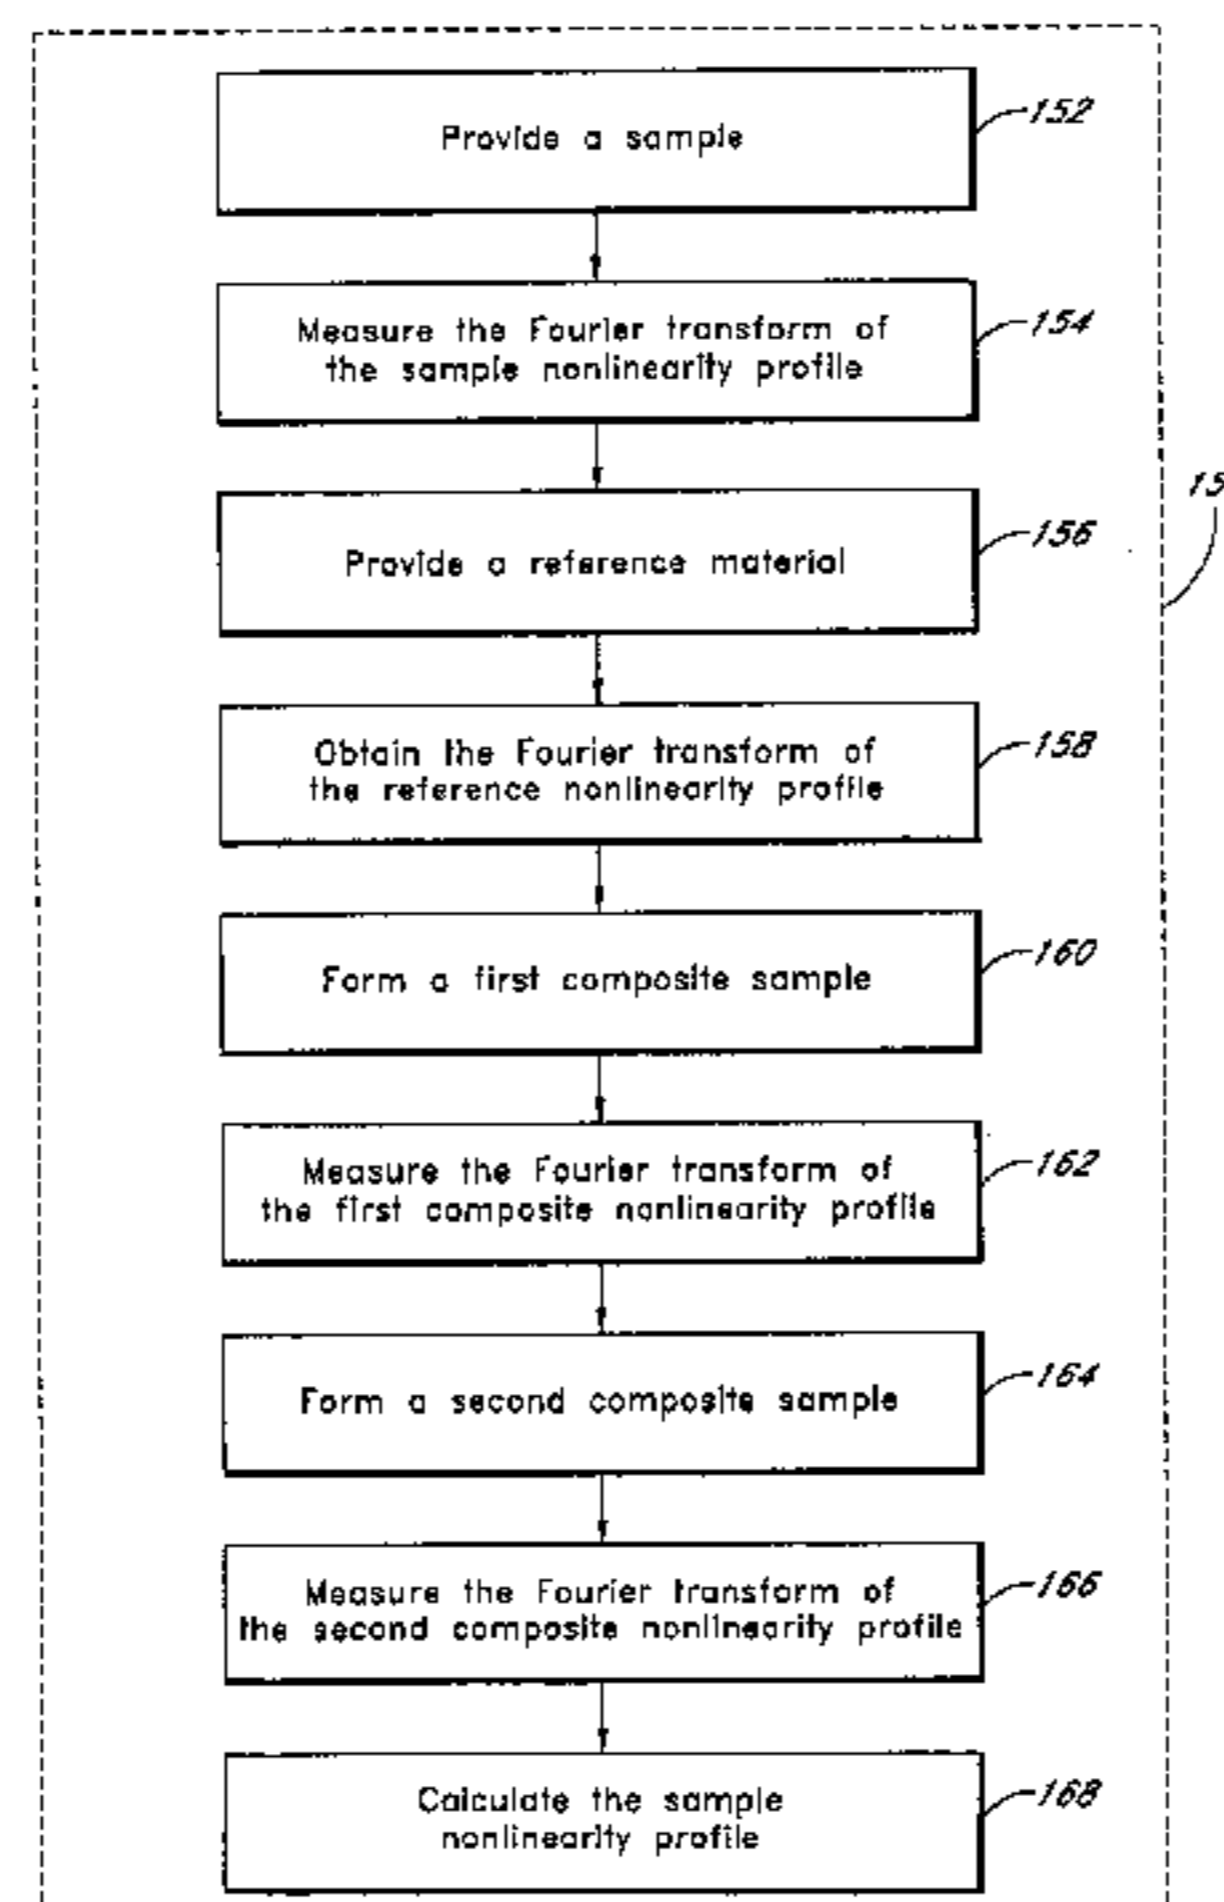 Provide a sample
152
Measure the Fourier transform of
the sample nonlinearity profile
154
Provide a reference material
156
15
Obtain the Fourier transform of
the reference nonlinearity profile
158
Form a first composite sample
160
Measure the Fourier transform of
the first composite nonlinearity profile
162
Form a second composite sample
164
Measure the Fourier transform of
the second composite nonlinearity profile
166
Calculate the sample
nonlinearity profile
168